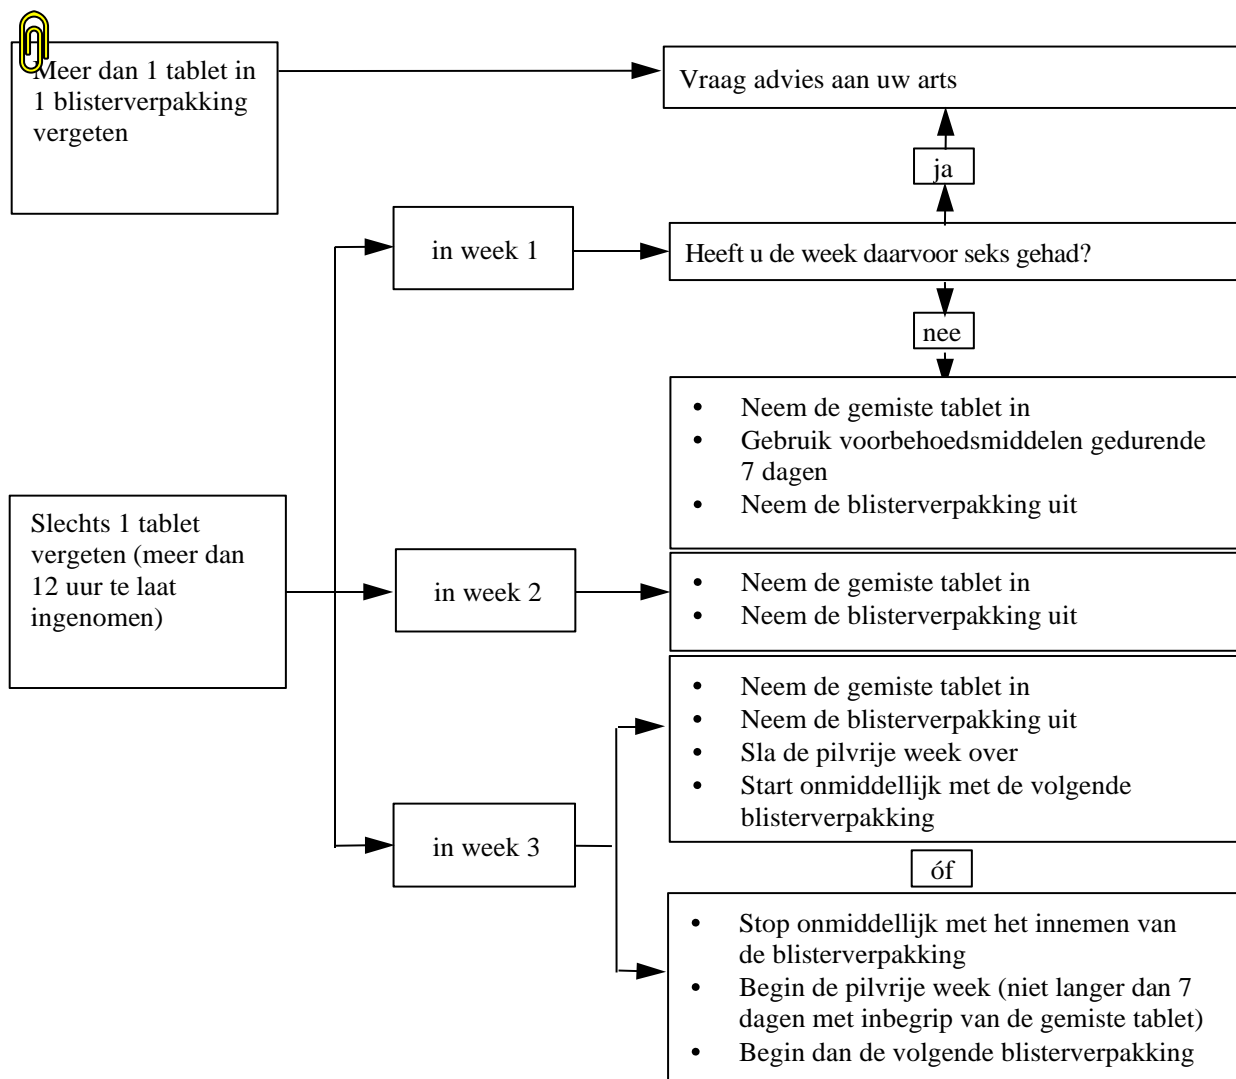 Meer dan 1 tablet in
1 blisterverpakking
vergeten
Vraag advies aan uw arts
ja
in week 1
Heeft u de week daarvoor seks gehad?
nee
• Neem de gemiste tablet in
• Gebruik voorbehoedsmiddelen gedurende
7 dagen
• Neem de blisterverpakking uit
Slechts 1 tablet
vergeten (meer dan
12 uur te laat
ingenomen)
in week 2
• Neem de gemiste tablet in
• Neem de blisterverpakking uit
in week 3
• Neem de gemiste tablet in
• Neem de blisterverpakking uit
• Sla de pilvrije week over
• Start onmiddellijk met de volgende
blisterverpakking
óf
• Stop onmiddellijk met het innemen van
de blisterverpakking
• Begin de pilvrije week (niet langer dan 7
dagen met inbegrip van de gemiste tablet)
• Begin dan de volgende blisterverpakking